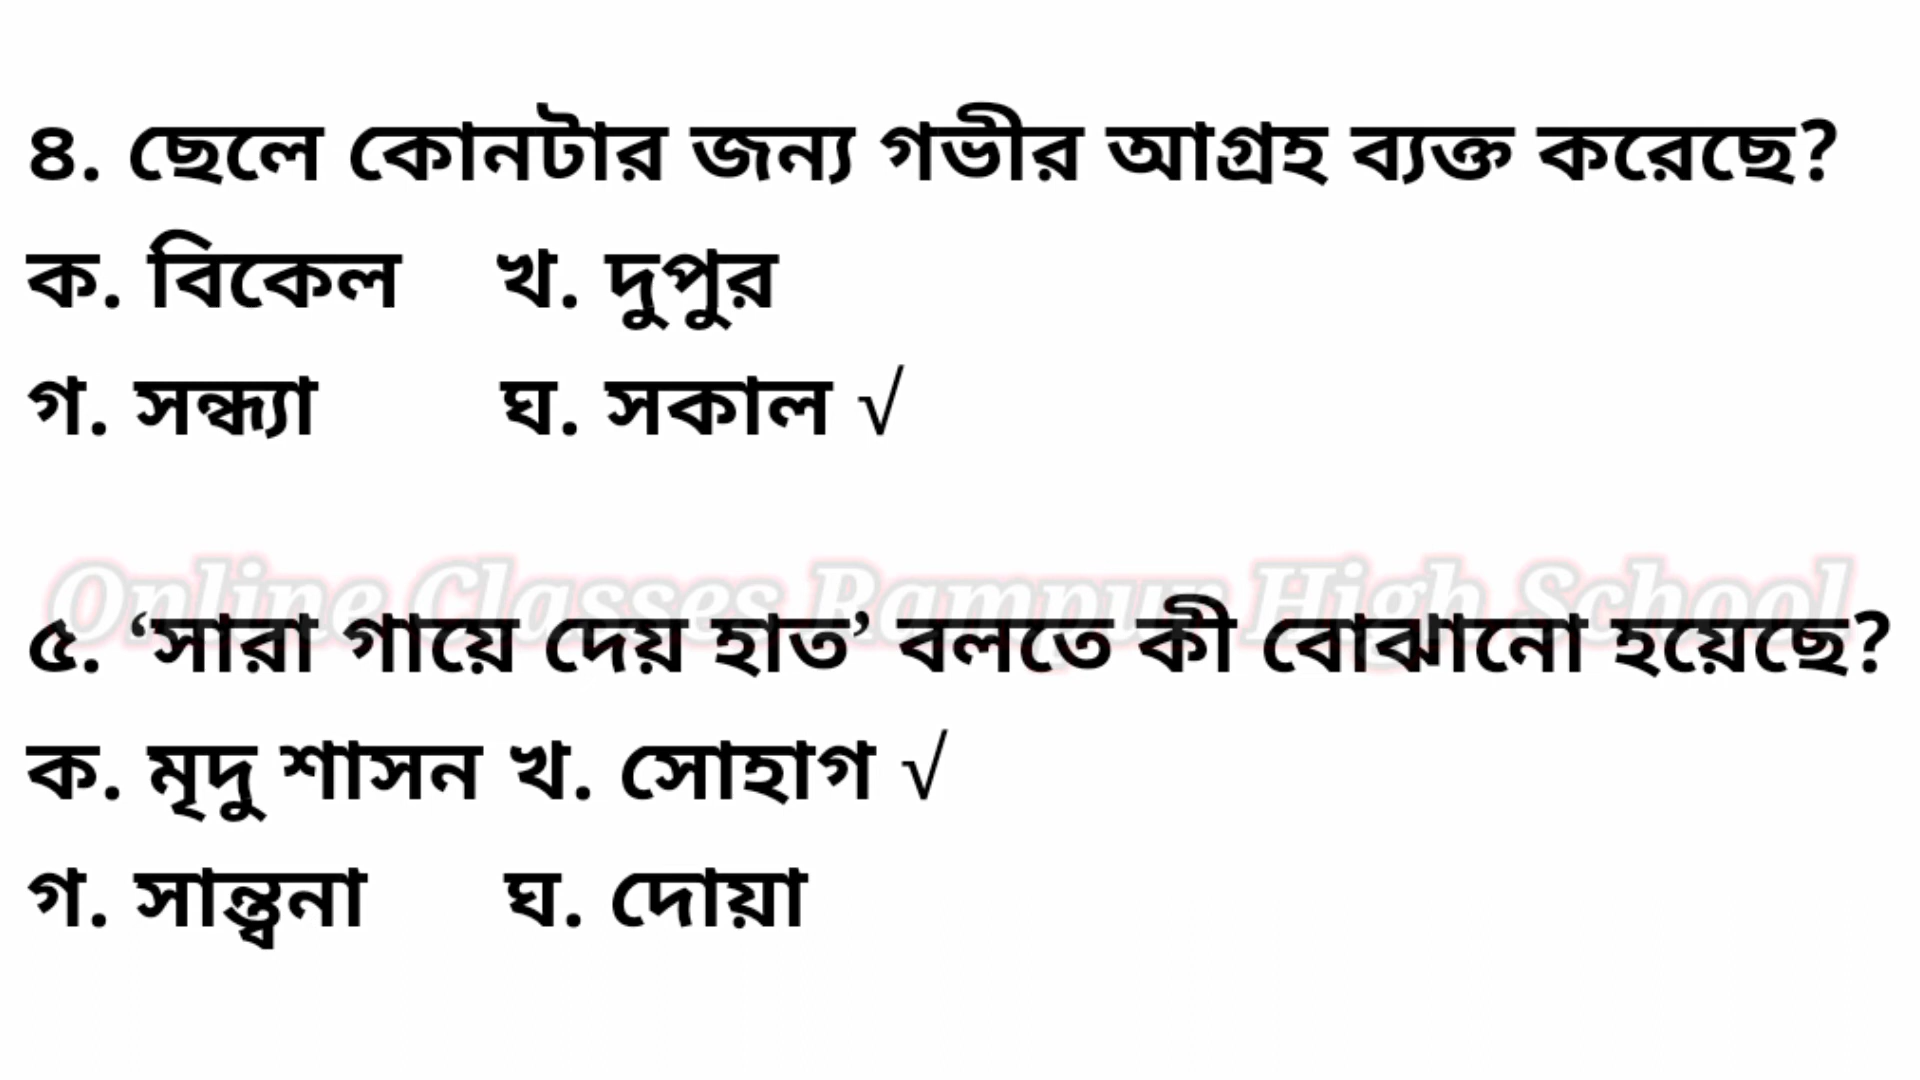 ৪. ছেলে কোনটার জন্য গভীর আগ্রহ ব্যক্ত করেছে?
ক. বিকেল খ. দুপুর
গ. সন্ধ্যা ঘ. সকাল √
Online Classes Rampur High School
৫. ‘সারা গায়ে দেয় হাত’ বলতে কী বোঝানো হয়েছে?
ক. মৃদু শাসন খ. সোহাগ √
গ. সান্ত্বনা ঘ. দোয়া